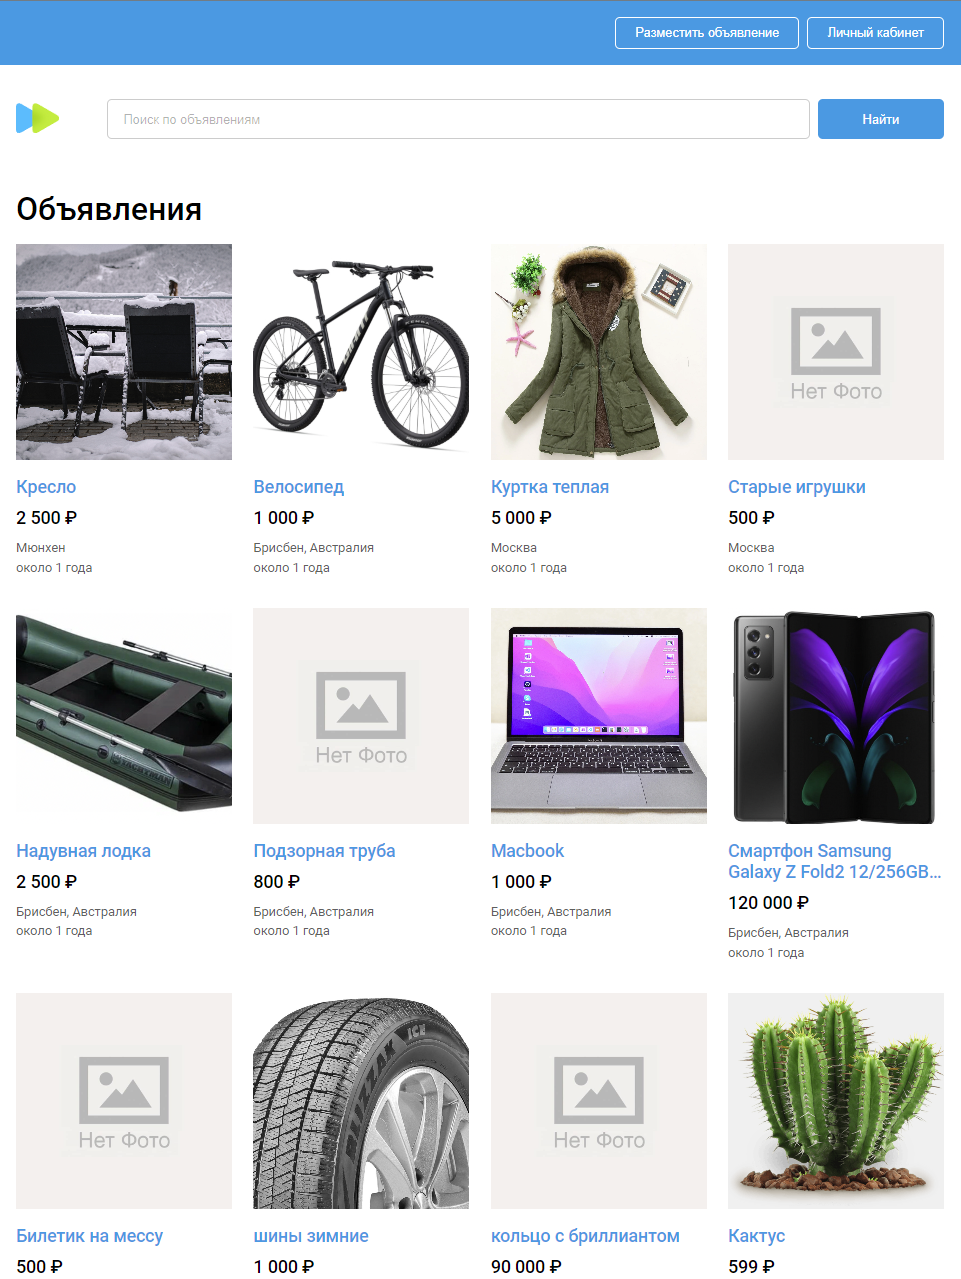 Разместить объявление
Личный кабинет
Поиск по объявлениям
Найти
Объявления
Нет Фото
Кресло
Велосипед
Куртка теплая
Старые игрушки
2 500 ₽
1 000 ₽
5 000 ₽
500 ₽
Мюнхен
Брисбен, Австралия
Москва
Москва
около 1 года
около 1 года
около 1 года
около 1 года
Нет Фото
Надувная лодка
Подзорная труба
Macbook
Смартфон Samsung
Galaxy Z Fold2 12/256GB...
2 500 ₽
800 ₽
1 000 ₽
120 000 ₽
Брисбен, Австралия
Брисбен, Австралия
Брисбен, Австралия
Брисбен, Австралия
около 1 года
около 1 года
около 1 года
около 1 года
BLIZZAK ICE
Нет Фото
Нет Фото
Билетик на мессу
шины зимние
кольцо с бриллиантом
Кактус
500 ₽
1 000 ₽
90 000 ₽
599 ₽